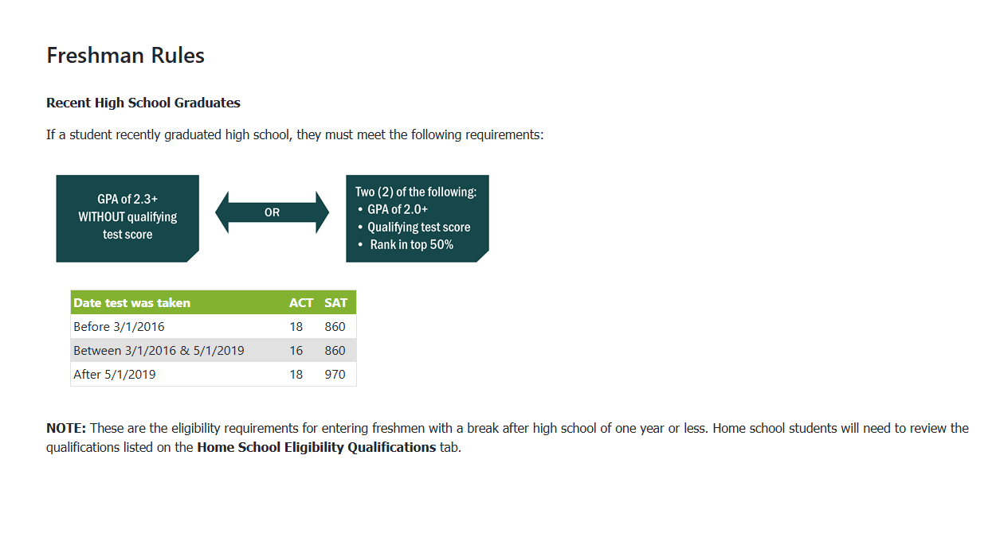 Freshman Rules
Recent High School Graduates
If a student recently graduated high school, they must meet the following requirements:
GPA of 2.3+
WITHOUT qualifying
test score
OR
Two (2) of the following:
• GPA of 2.0+
• Qualifying test score
• Rank in top 50%
Date test was taken ACT SAT
Before 3/1/2016 18 860
Between 3/1/2016 & 5/1/2019 16 860
After 5/1/2019 18 970
NOTE: These are the eligibility requirements for entering freshmen with a break after high school of one year or less. Home school students will need to review the
qualifications listed on the Home School Eligibility Qualifications tab.